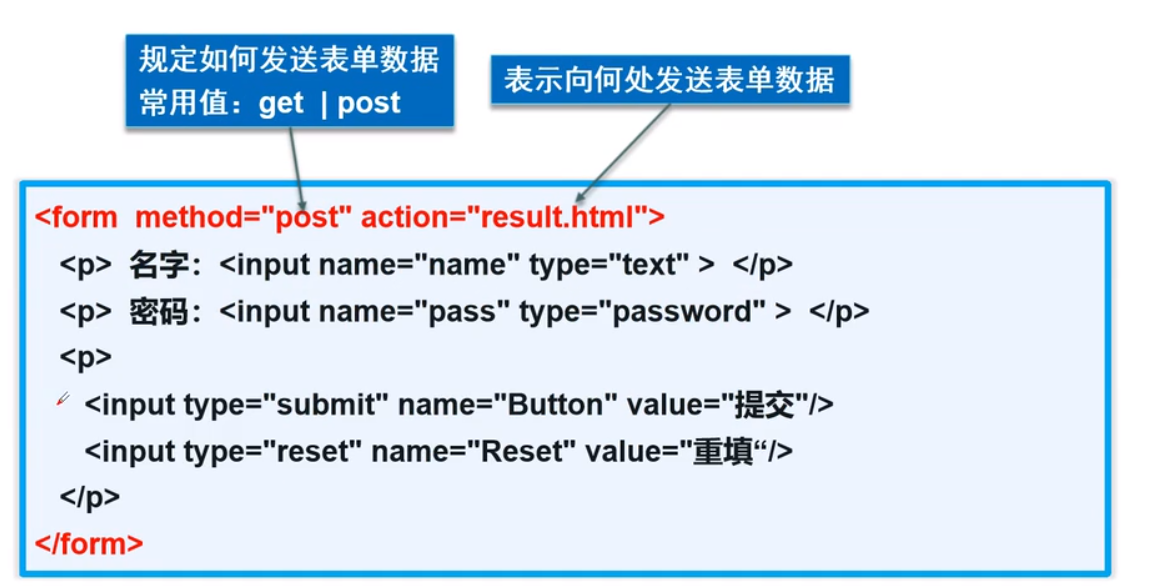 规定如何发送表单数据
常用值：get | post
表示向何处发送表单数据
<form method="post" action="result.html">
<p> 名字：<input name="name" type="text" > </p>
<p> 密码：<input name="pass" type="password" > </p>
<p>
<input type="submit" name="Button" value="提交"/>
<input type="reset" name="Reset" value="重填“/>
</p>
</form>